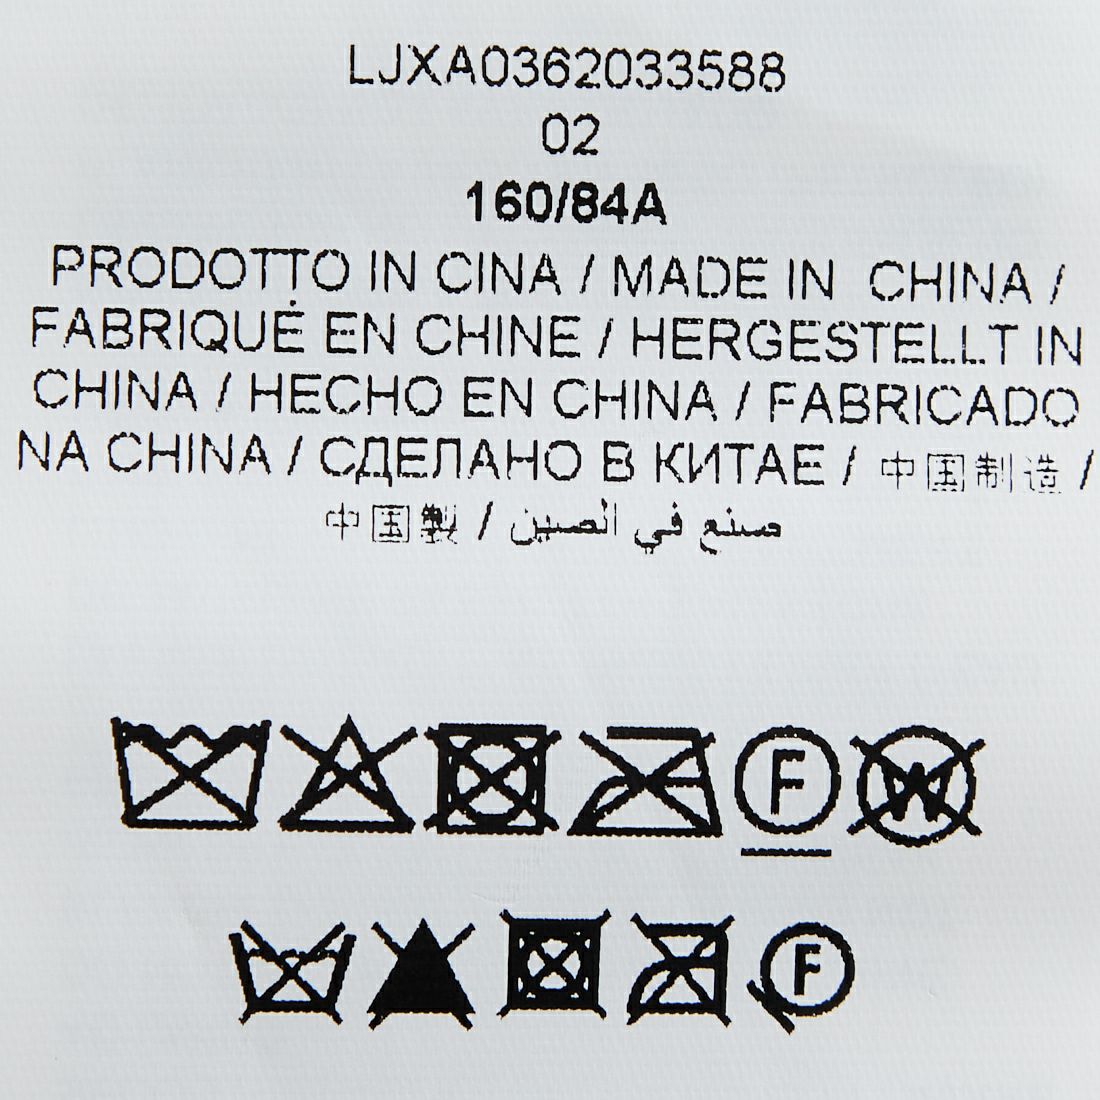 LJXA0362033588
02
160/84A
PRODOTTO IN CINA / MADE IN CHINA /
FABRIQUÉ EN CHINE / HERGESTELLT IN
CHINA / HECHO EN CHINA / FABRICADO
NA CHINA / СДЕЛАНО В КИТАЕ / 中国制造 /
中国製 / صنع في الصين
F W
F